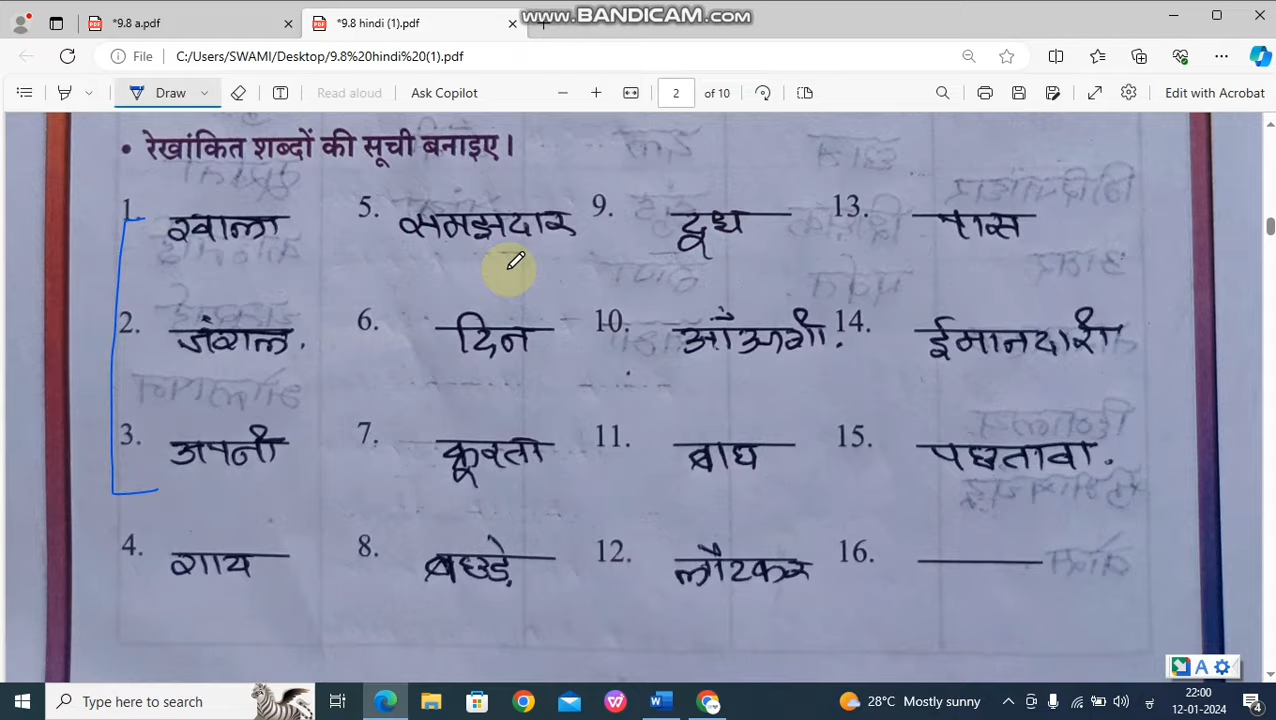 www.BANDICAM.com
*9.8 a.pdf
*9.8 hindi (1).pdf
File C:/Users/SWAMI/Desktop/9.8%20hindi%20(1).pdf
Draw Read aloud Ask Copilot 2 of 10 Edit with Acrobat
• रेखांकित शब्दों की सूची बनाइए।
1. 5. समझदार 9. दूध 13. पास
2. जंगल. 6. दिन 10. 14. ईमानदारी
3. अपनी 7. 11. बाघ 15. पछतावा.
4. गाय 8. बछड़े 12. लौटकर 16.
Type here to search 28°C Mostly sunny 22:00
12-01-2024